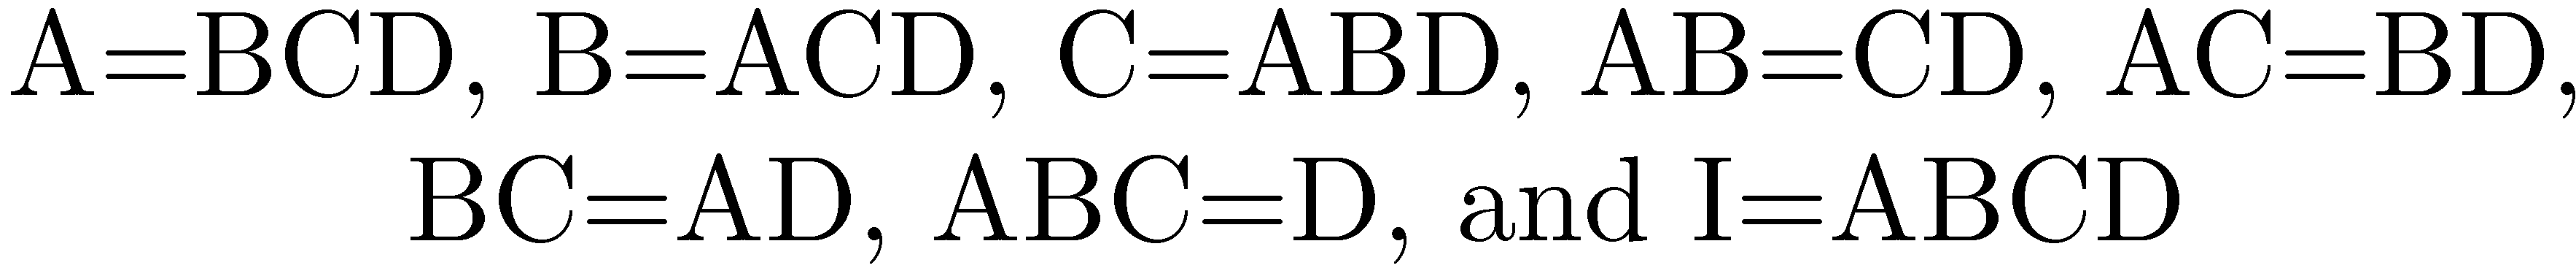 A=BCD, B=ACD, C=ABD, AB=CD, AC=BD,
BC=AD, ABC=D, and I=ABCD